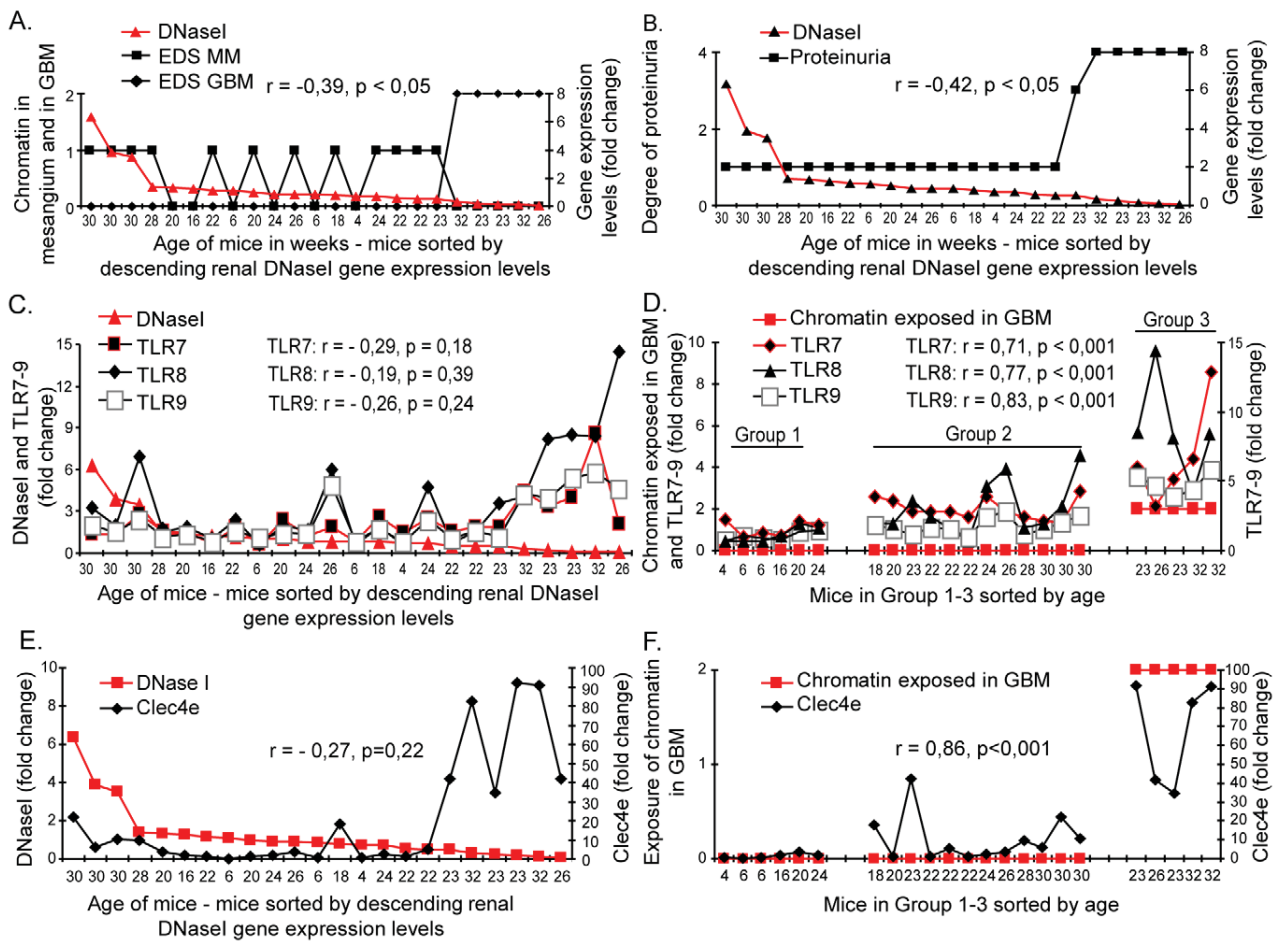 A.
DNaseI
EDS MM
EDS GBM
r = -0,39, p < 0,05
Chromatin in
mesangium and in GBM
2
1
0
8
6
4
2
0
Gene expression
levels (fold change)
30 30 30 28 20 16 22 6 20 24 26 6 18 4 24 22 22 23 32 23 23 32 26
Age of mice in weeks - mice sorted by
descending renal DNaseI gene expression levels
B.
DNaseI
Proteinuria
r = -0,42, p < 0,05
Degree of proteinuria
4
2
0
8
6
4
2
0
Gene expression
levels (fold change)
30 30 30 28 20 16 22 6 20 24 26 6 18 4 24 22 22 23 32 22 23 32 26
Age of mice in weeks - mice sorted by
descending renal DNaseI gene expression levels
C.
DNaseI
TLR7
TLR8
TLR9
TLR7: r = - 0,29, p = 0,18
TLR8: r = - 0,19, p = 0,39
TLR9: r = - 0,26, p = 0,24
DNaseI and TLR7-9
(fold change)
15
12
9
6
3
0
30 30 30 28 20 16 22 6 20 24 26 6 18 4 24 22 22 23 32 23 23 32 26
Age of mice - mice sorted by descending renal DNaseI
gene expression levels
D.
Chromatin exposed in GBM
TLR7
TLR8
TLR9
TLR7: r = 0,71, p < 0,001
TLR8: r = 0,77, p < 0,001
TLR9: r = 0,83, p < 0,001
Group 1
Group 2
Group 3
Chromatin exposed in GBM
and TLR7-9 (fold change)
10
8
6
4
2
0
15
10
5
0
TLR7-9 (fold change)
4 6 6 16 20 24
18 20 23 22 22 22 24 26 28 30 30 30
23 26 23 32 32
Mice in Group 1-3 sorted by age
E.
DNase I
Clec4e
r = - 0,27, p=0,22
DNaseI (fold change)
10
8
6
4
2
0
100
90
80
70
60
50
40
30
20
10
0
Clec4e (fold change)
30 30 30 28 20 16 22 6 20 24 26 6 18 4 24 22 22 23 32 23 23 32 26
Age of mice - mice sorted by descending renal
DNaseI gene expression levels
F.
Chromatin exposed in GBM
Clec4e
r = 0,86, p<0,001
Exposure of chromatin
in GBM
2
1
0
100
90
80
70
60
50
40
30
20
10
0
Clec4e (fold change)
4 6 6 16 20 24
18 20 23 22 22 22 24 26 28 30 30 30
23 26 23 32 32
Mice in Group 1-3 sorted by age